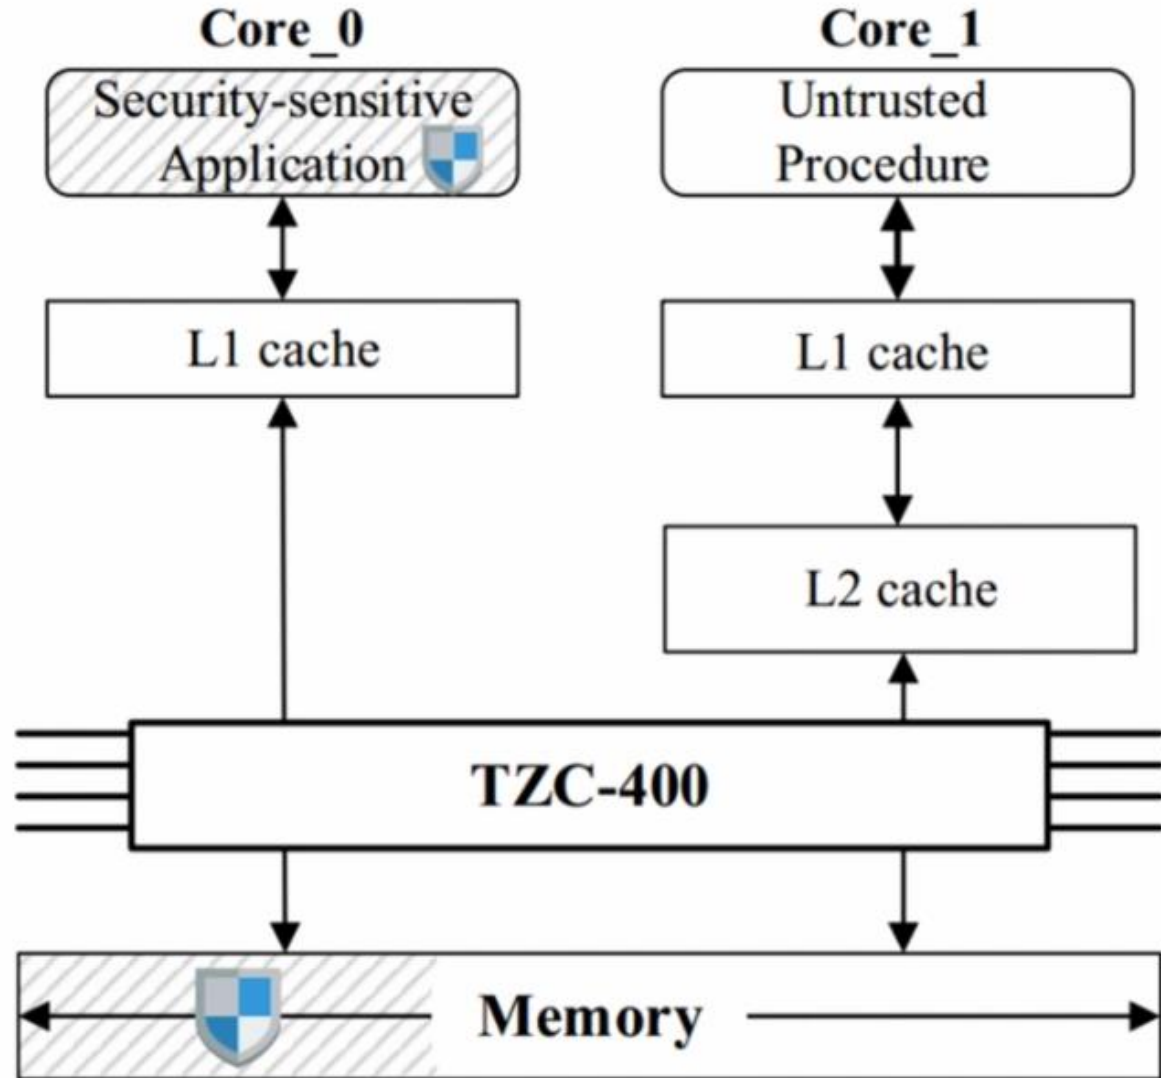 Core_0
Core_1
Security-sensitive
Application
Untrusted
Procedure
L1 cache
L1 cache
L2 cache
TZC-400
Memory